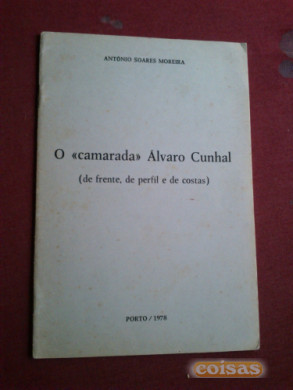 ANTÓNIO SOARES MOREIRA
O «camarada» Álvaro Cunhal
(de frente, de perfil e de costas)
PORTO / 1978
coisas